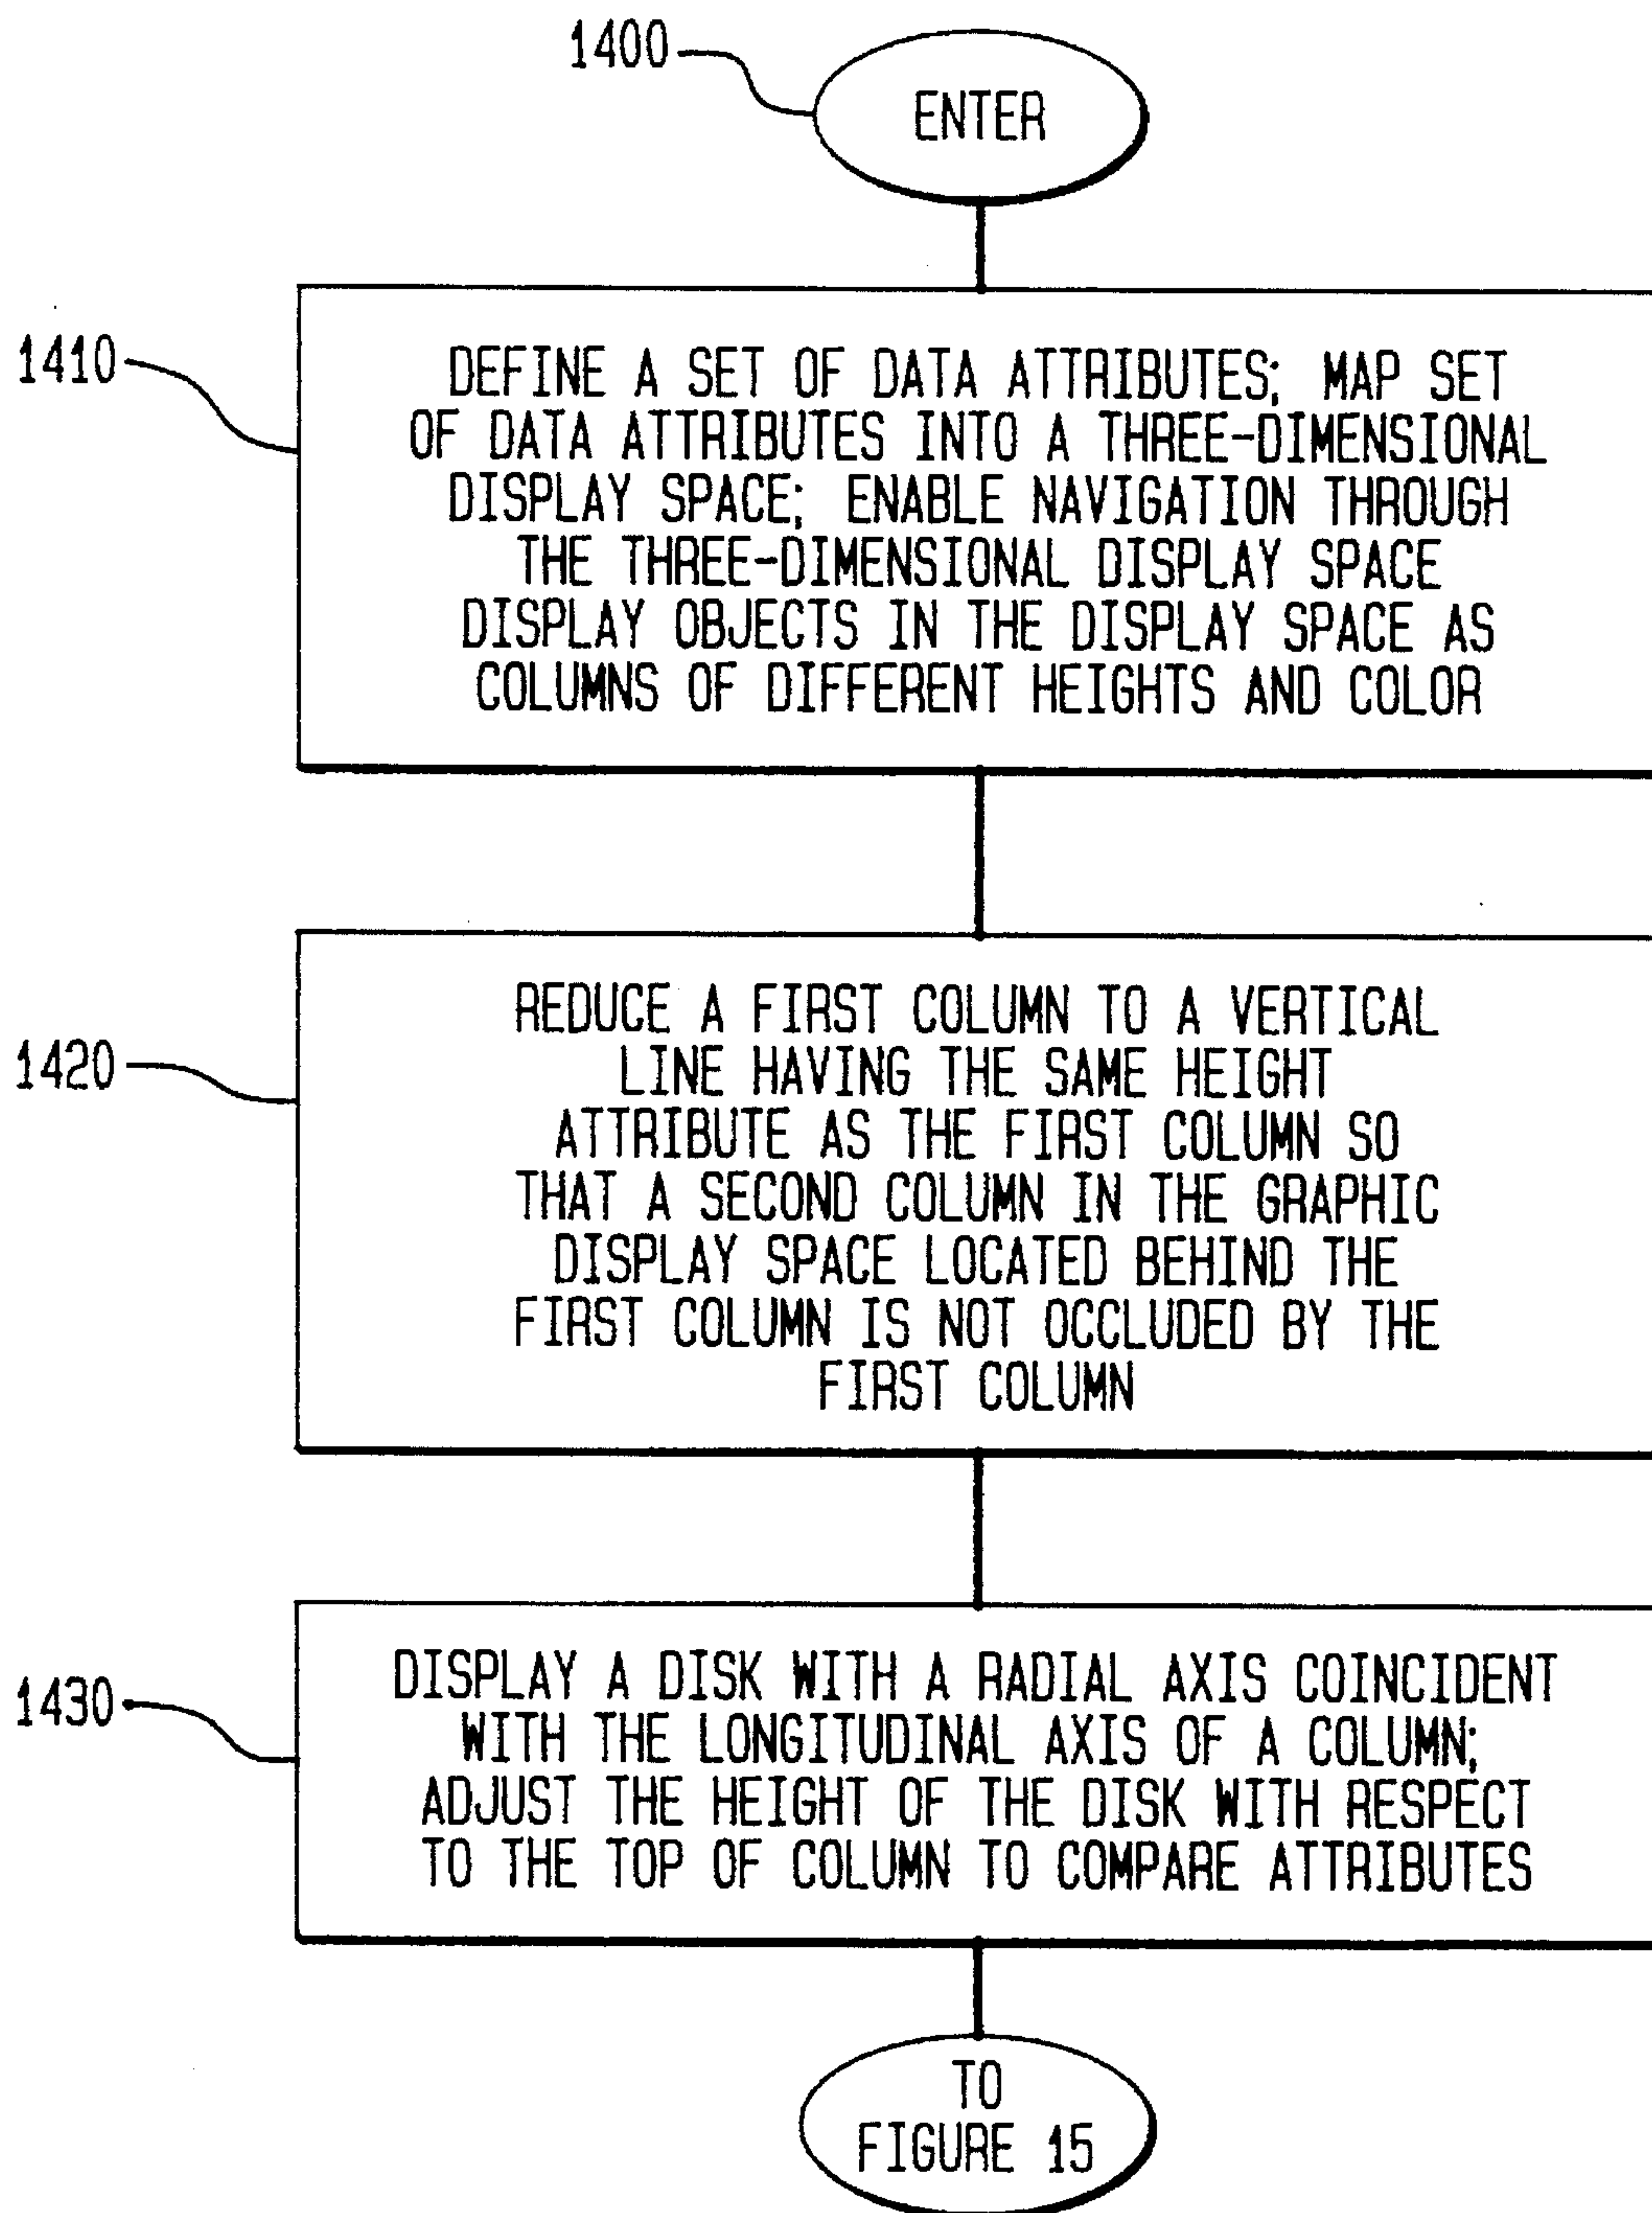 1400
ENTER
1410
DEFINE A SET OF DATA ATTRIBUTES; MAP SET
OF DATA ATTRIBUTES INTO A THREE-DIMENSIONAL
DISPLAY SPACE; ENABLE NAVIGATION THROUGH
THE THREE-DIMENSIONAL DISPLAY SPACE
DISPLAY OBJECTS IN THE DISPLAY SPACE AS
COLUMNS OF DIFFERENT HEIGHTS AND COLOR
1420
REDUCE A FIRST COLUMN TO A VERTICAL
LINE HAVING THE SAME HEIGHT
ATTRIBUTE AS THE FIRST COLUMN SO
THAT A SECOND COLUMN IN THE GRAPHIC
DISPLAY SPACE LOCATED BEHIND THE
FIRST COLUMN IS NOT OCCLUDED BY THE
FIRST COLUMN
1430
DISPLAY A DISK WITH A RADIAL AXIS COINCIDENT
WITH THE LONGITUDINAL AXIS OF A COLUMN;
ADJUST THE HEIGHT OF THE DISK WITH RESPECT
TO THE TOP OF COLUMN TO COMPARE ATTRIBUTES
TO
FIGURE 15